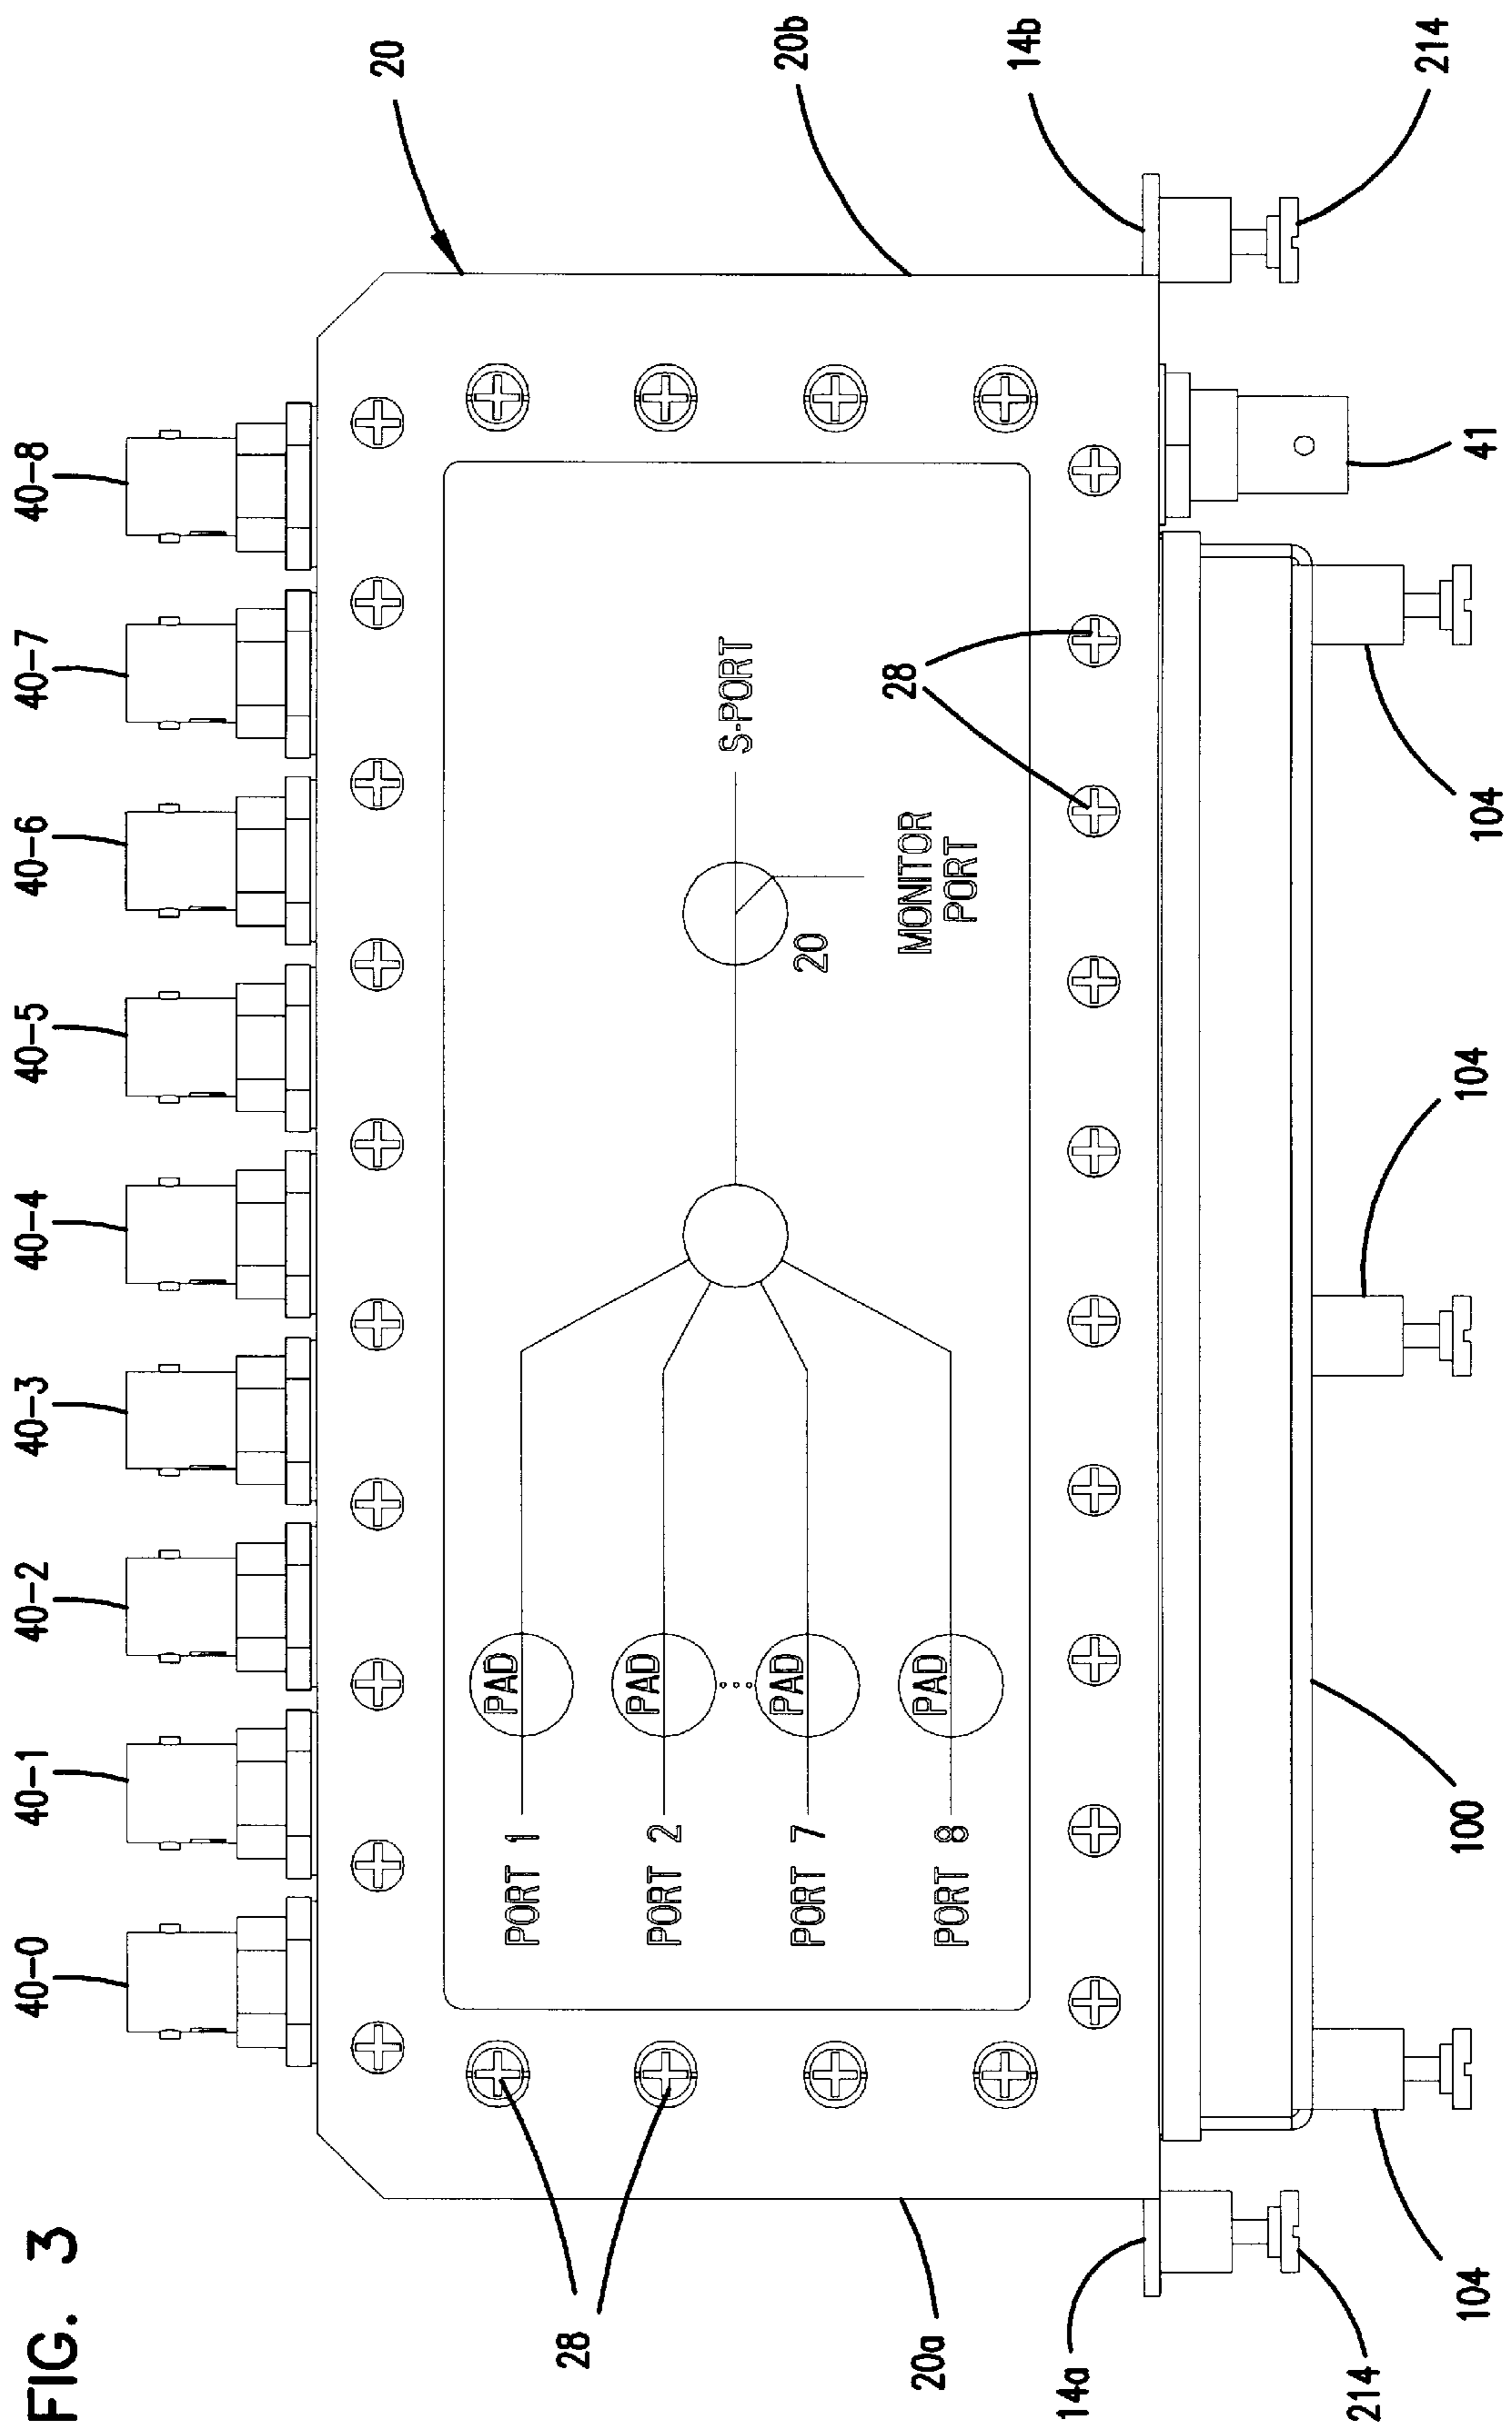 FIG. 3
40-0
40-1
40-2
40-3
40-4
40-5
40-6
40-7
40-8
20
20b
14b
214
41
104
104
100
104
214
14a
20a
28
28
PORT 1
PORT 2
PORT 7
PORT 8
PAD
PAD
PAD
PAD
20
S-PORT
MONITOR
PORT